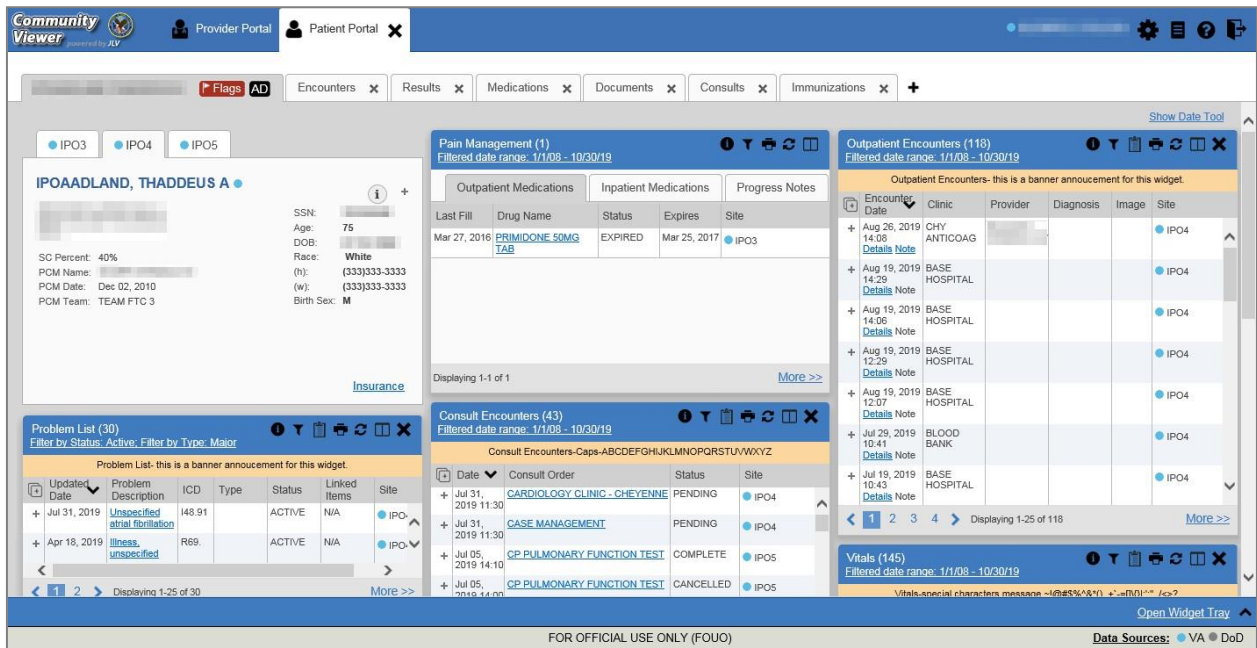 Community
Viewer powered by JLV
Provider Portal
Patient Portal
Flags AD Encounters Results Medications Documents Consults Immunizations
Show Date Tool
IPO3 IPO4 IPO5
IPOAADLAND, THADDEUS A
SSN:
Age: 75
DOB:
SC Percent: 40% Race: White
PCM Name: (h): (333)333-3333
PCM Date: Dec 02, 2010 (w): (333)333-3333
PCM Team: TEAM FTC 3 Birth Sex: M
Insurance
Problem List (30)
Filter by Status: Active; Filter by Type: Major
Problem List- this is a banner annoucement for this widget.
Updated Date Problem Description ICD Type Status Linked Items Site
Jul 31, 2019 Unspecified atrial fibrillation I48.91 ACTIVE N/A IPO-
Apr 18, 2019 Illness, unspecified R69. ACTIVE N/A IPO-
1 2 Displaying 1-25 of 30 More >>
Pain Management (1)
Filtered date range: 1/1/08 - 10/30/19
Outpatient Medications Inpatient Medications Progress Notes
Last Fill Drug Name Status Expires Site
Mar 27, 2016 PRIMIDONE 50MG TAB EXPIRED Mar 25, 2017 IPO3
Displaying 1-1 of 1 More >>
Consult Encounters (43)
Filtered date range: 1/1/08 - 10/30/19
Consult Encounters-Caps-ABCDEFGHIJKLMNOPQRSTUVWXYZ
Date Consult Order Status Site
Jul 31, 2019 11:30 CARDIOLOGY CLINIC - CHEYENNE PENDING IPO4
Jul 31, 2019 11:30 CASE MANAGEMENT PENDING IPO4
Jul 05, 2019 14:10 CP PULMONARY FUNCTION TEST COMPLETE IPO5
Jul 05, 2019 14:00 CP PULMONARY FUNCTION TEST CANCELLED IPO5
Outpatient Encounters (118)
Filtered date range: 1/1/08 - 10/30/19
Outpatient Encounters- this is a banner annoucement for this widget.
Encounter Date Clinic Provider Diagnosis Image Site
Aug 26, 2019 14:08 CHY ANTICOAG IPO4
Details Note
Aug 19, 2019 14:29 BASE HOSPITAL IPO4
Details Note
Aug 19, 2019 14:06 BASE HOSPITAL IPO4
Details Note
Aug 19, 2019 12:29 BASE HOSPITAL IPO4
Details Note
Aug 19, 2019 12:07 BASE HOSPITAL IPO4
Details Note
Jul 29, 2019 10:41 BLOOD BANK IPO4
Details Note
Jul 19, 2019 10:43 BASE HOSPITAL IPO4
Details Note
1 2 3 4 Displaying 1-25 of 118 More >>
Vitals (145)
Filtered date range: 1/1/08 - 10/30/19
Vitals-special characters message
Open Widget Tray
FOR OFFICIAL USE ONLY (FOUO)
Data Sources: VA DoD